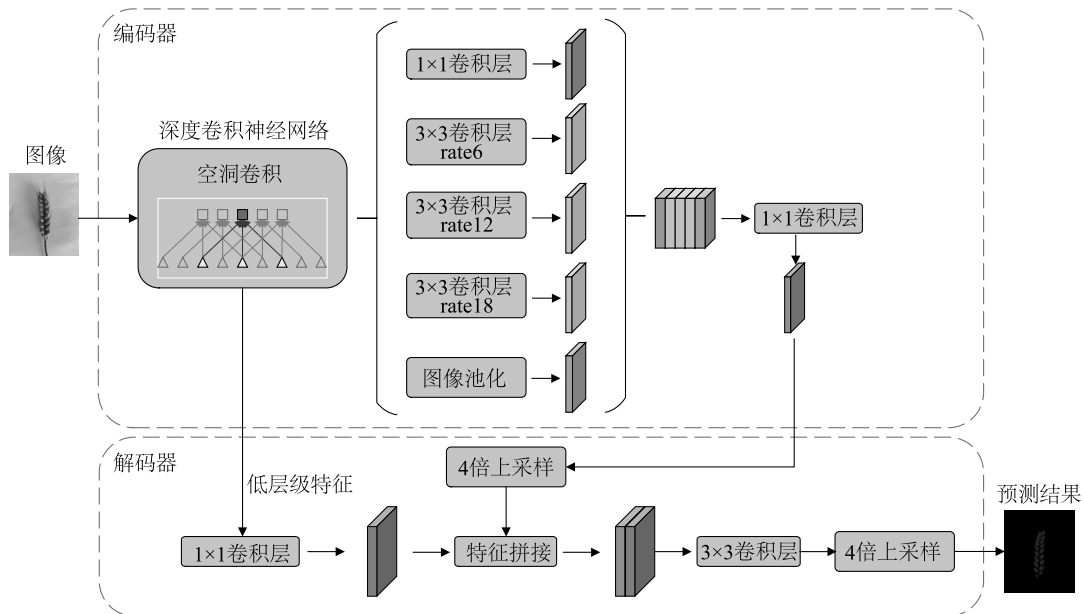 编码器
深度卷积神经网络
图像
空洞卷积
1×1卷积层
3×3卷积层
rate6
3×3卷积层
rate12
3×3卷积层
rate18
图像池化
1×1卷积层
解码器
低层级特征
1×1卷积层
4倍上采样
特征拼接
3×3卷积层
4倍上采样
预测结果